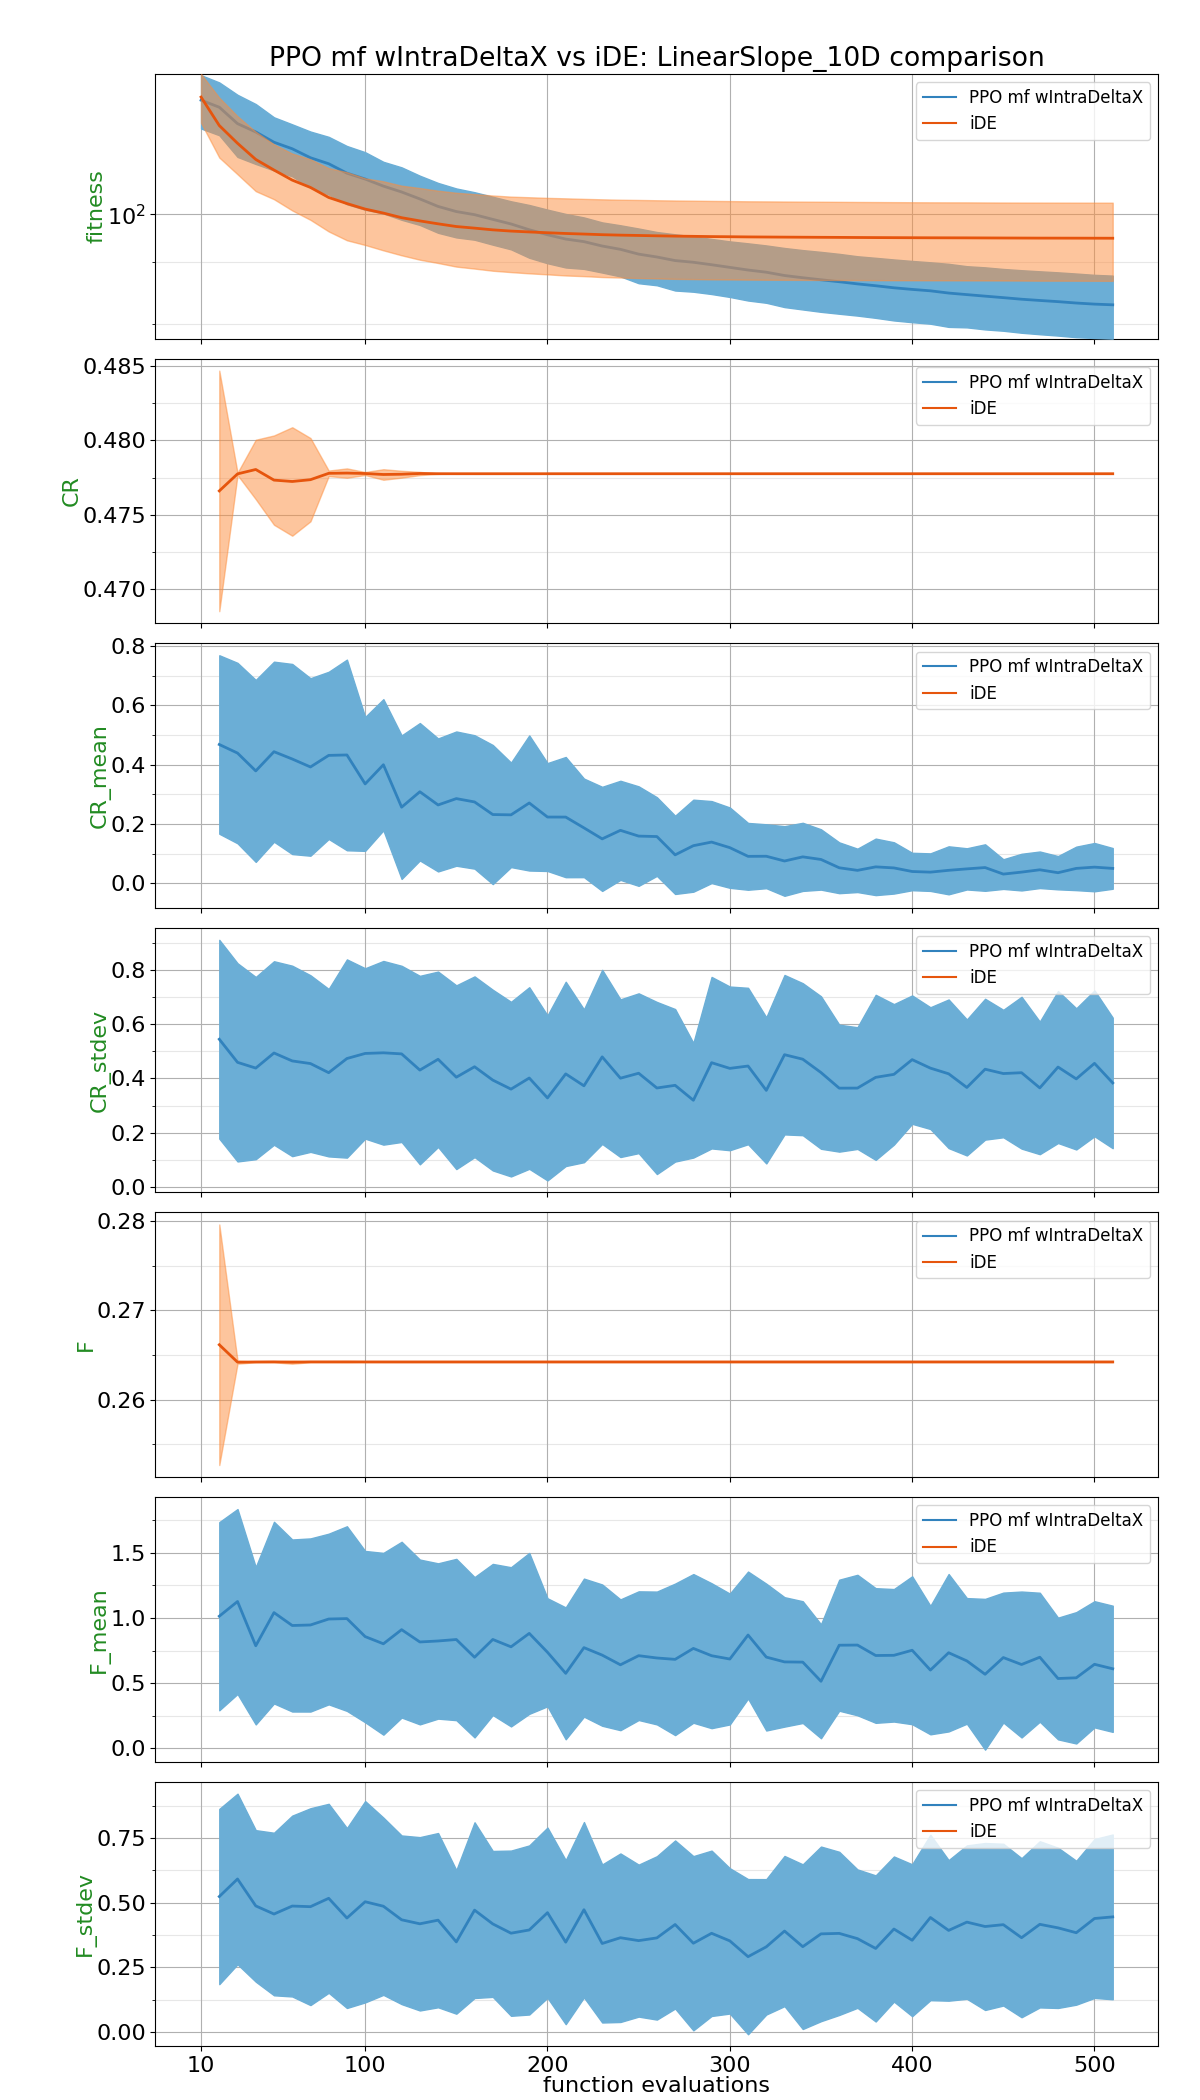 PPO mf wIntraDeltaX vs iDE: LinearSlope_10D comparison
PPO mf wIntraDeltaX
iDE
fitness
10²
PPO mf wIntraDeltaX
iDE
CR
0.485
0.480
0.475
0.470
PPO mf wIntraDeltaX
iDE
CR_mean
0.8
0.6
0.4
0.2
0.0
PPO mf wIntraDeltaX
iDE
CR_stdev
0.8
0.6
0.4
0.2
0.0
PPO mf wIntraDeltaX
iDE
F
0.28
0.27
0.26
PPO mf wIntraDeltaX
iDE
F_mean
1.5
1.0
0.5
0.0
PPO mf wIntraDeltaX
iDE
F_stdev
0.75
0.50
0.25
0.00
10 100 200 300 400 500
function evaluations